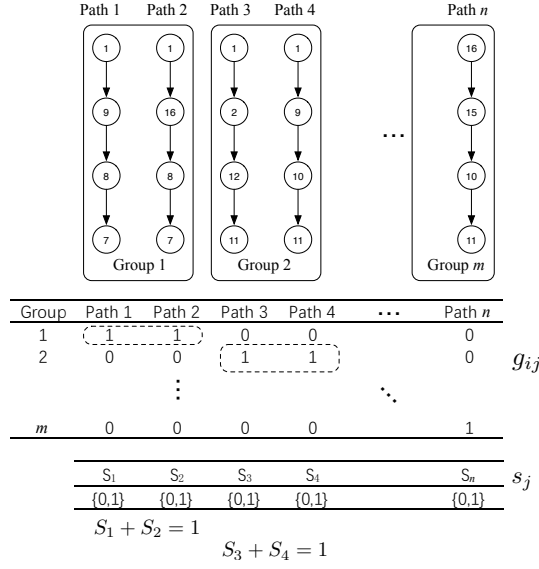 Path 1 Path 2 Path 3 Path 4 Path n
1 1 1 1 16
9 16 2 9 15
...
8 8 12 10 10
7 7 11 11 11
Group 1 Group 2 Group m
Group Path 1 Path 2 Path 3 Path 4 ... Path n
1 1 1 0 0 0
2 0 0 1 1 0
g_{ij}
⋮ ⋱
m 0 0 0 0 1
S₁ S₂ S₃ S₄ Sₙ
s_j
{0,1} {0,1} {0,1} {0,1} {0,1}
S₁ + S₂ = 1
S₃ + S₄ = 1